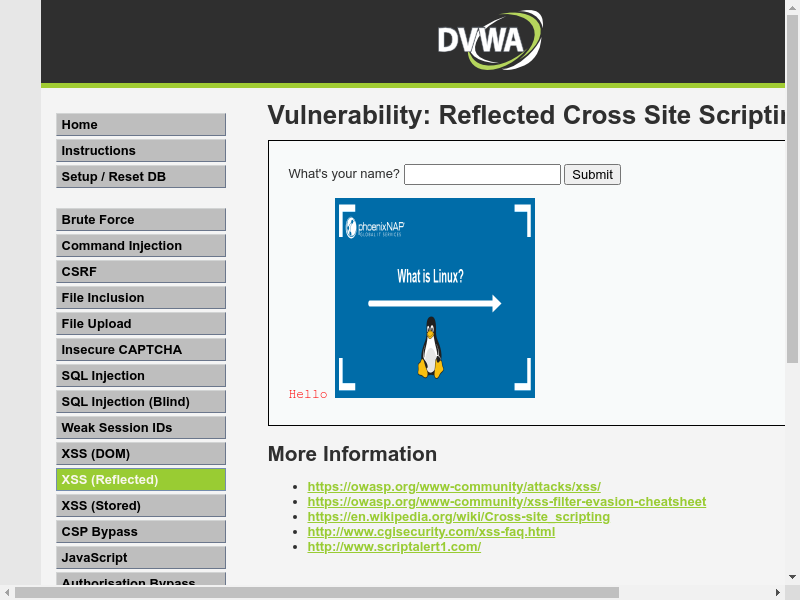 DVWA
Vulnerability: Reflected Cross Site
Home
Instructions
Setup / Reset DB
Brute Force
Command Injection
CSRF
File Inclusion
File Upload
Insecure CAPTCHA
SQL Injection
SQL Injection (Blind)
Weak Session IDs
XSS (DOM)
XSS (Reflected)
XSS (Stored)
CSP Bypass
JavaScript
Authorisation Bypass
What's your name?
Submit
phoenixNAP
GLOBAL IT SERVICES
What is Linux?
Hello
More Information
https://owasp.org/www-community/attacks/xss/
https://owasp.org/www-community/xss-filter-evasion-cheatsheet
https://en.wikipedia.org/wiki/Cross-site_scripting
http://www.cgisecurity.com/xss-faq.html
http://www.scriptalert1.com/